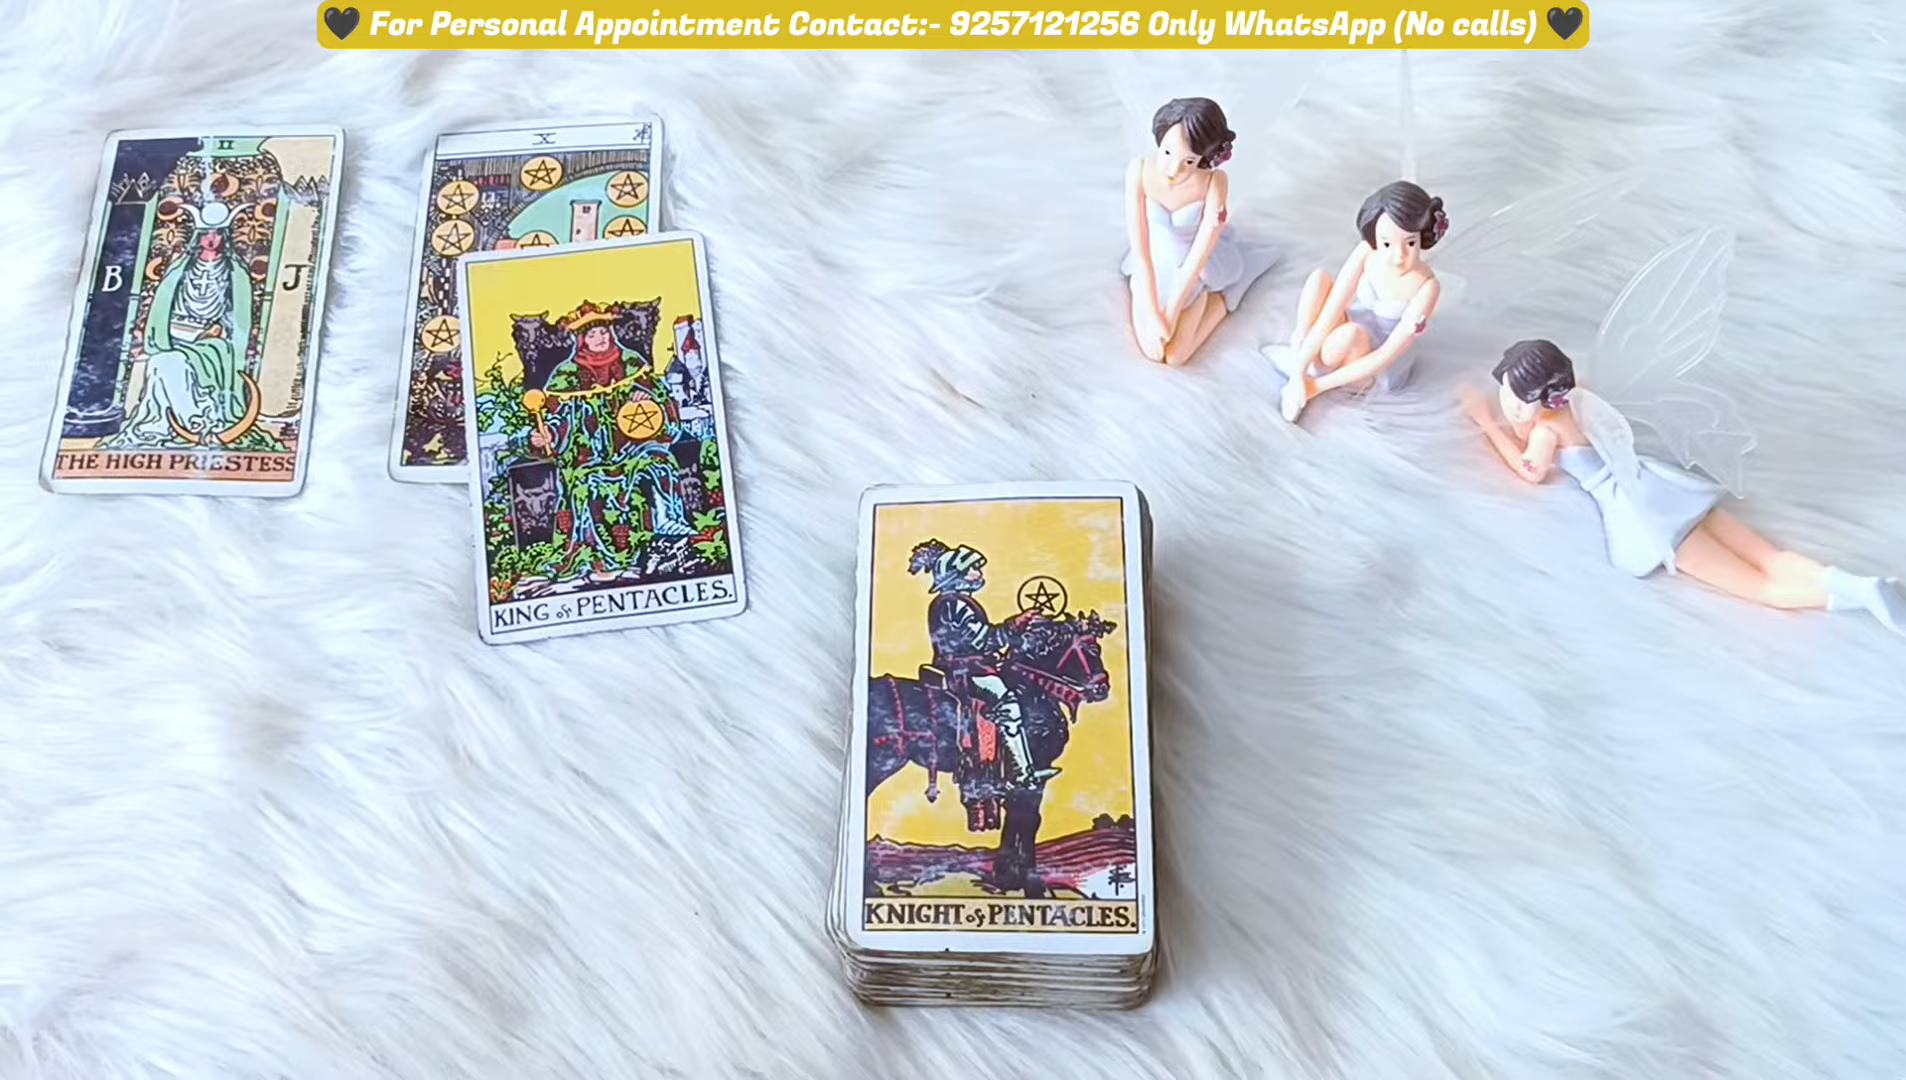 🖤 For Personal Appointment Contact:- 9257121256 Only WhatsApp (No calls) 🖤
II
B J
THE HIGH PRIESTESS
X
KING of PENTACLES.
KNIGHT of PENTACLES.